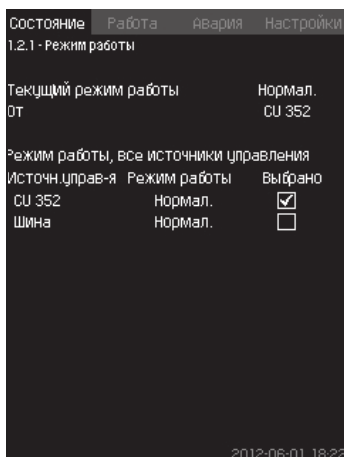 Состояние Работа Авария Настройки
1.2.1 - Режим работы
Текущий режим работы Нормал.
От CU 352
Режим работы, все источники управления
Источн.управ-я Режим работы Выбрано
CU 352 Нормал.
Шина Нормал.
2012-06-01 18:22